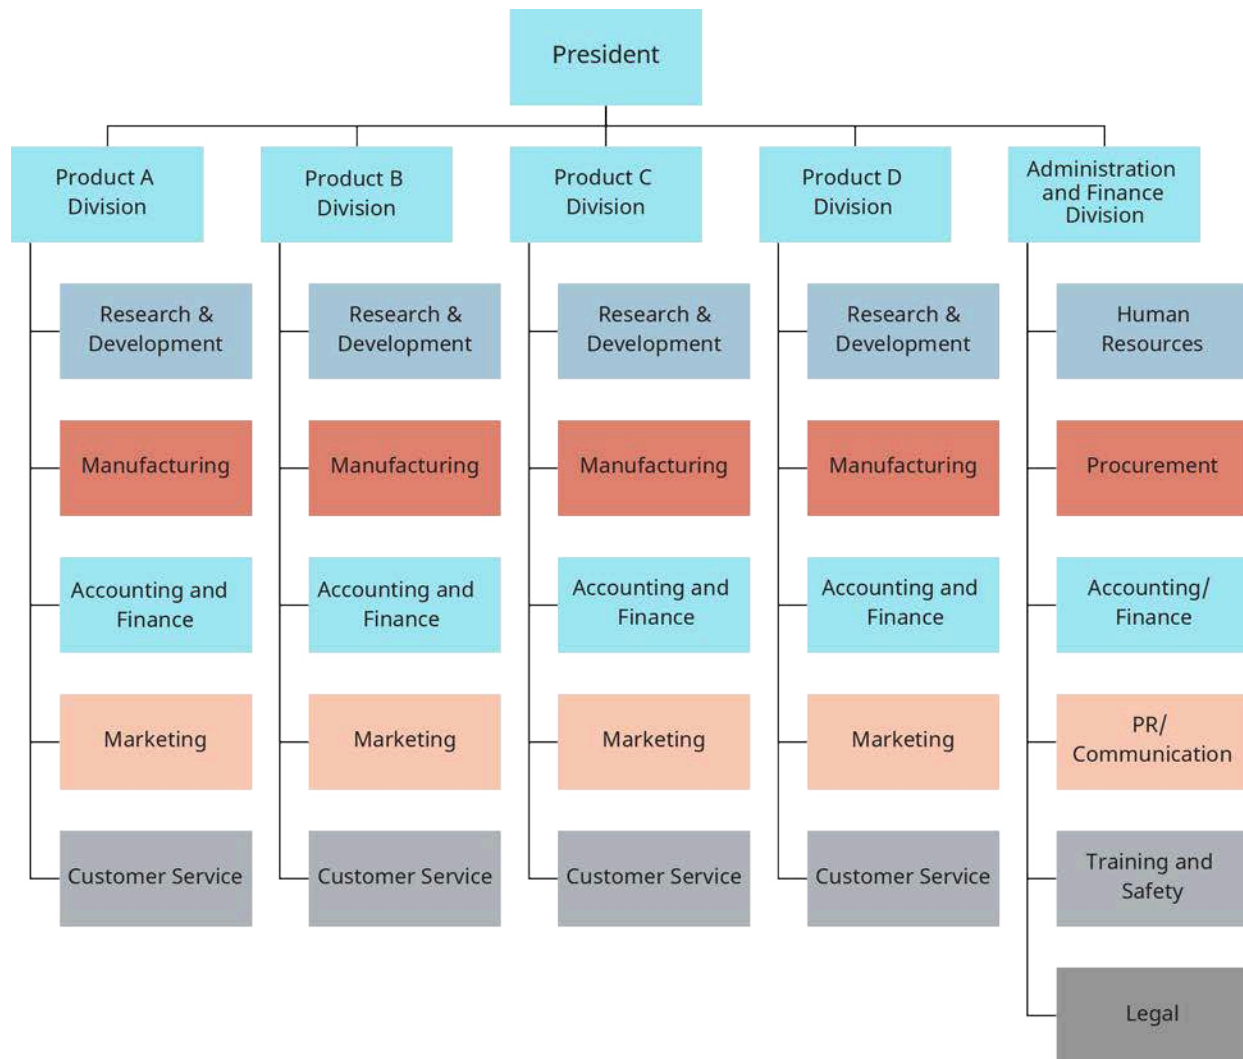 President
Product A
Division
Product B
Division
Product C
Division
Product D
Division
Administration
and Finance
Division
Research &
Development
Research &
Development
Research &
Development
Research &
Development
Human
Resources
Manufacturing
Manufacturing
Manufacturing
Manufacturing
Procurement
Accounting and
Finance
Accounting and
Finance
Accounting and
Finance
Accounting and
Finance
Accounting/
Finance
Marketing
Marketing
Marketing
Marketing
PR/
Communication
Customer Service
Customer Service
Customer Service
Customer Service
Training and
Safety
Legal